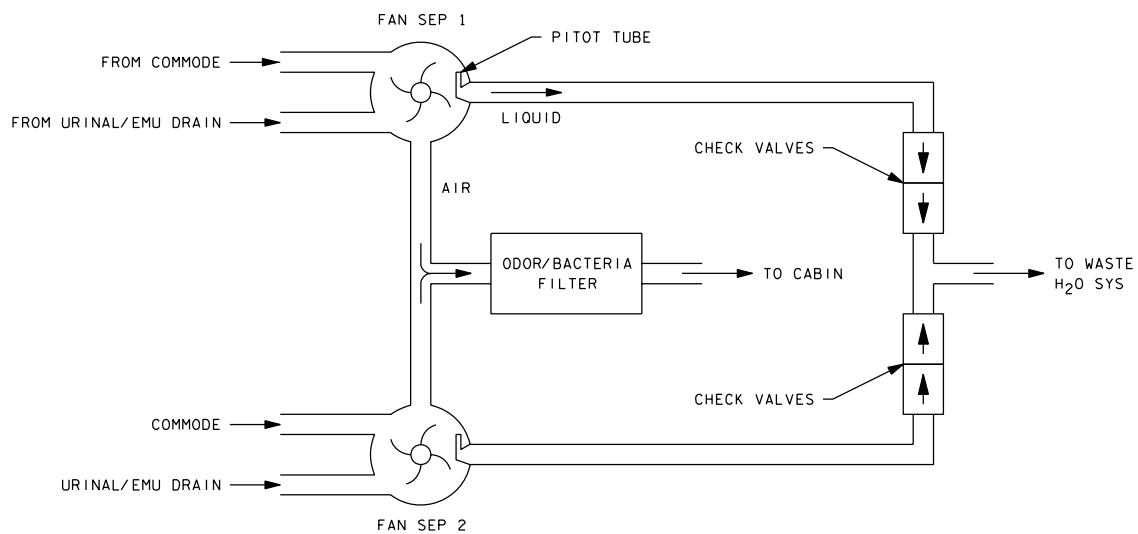 FAN SEP 1
PITOT TUBE
FROM COMMODE
LIQUID
FROM URINAL/EMU DRAIN
CHECK VALVES
AIR
ODOR/BACTERIA
FILTER
TO CABIN
TO WASTE
H2O SYS
CHECK VALVES
COMMODE
URINAL/EMU DRAIN
FAN SEP 2